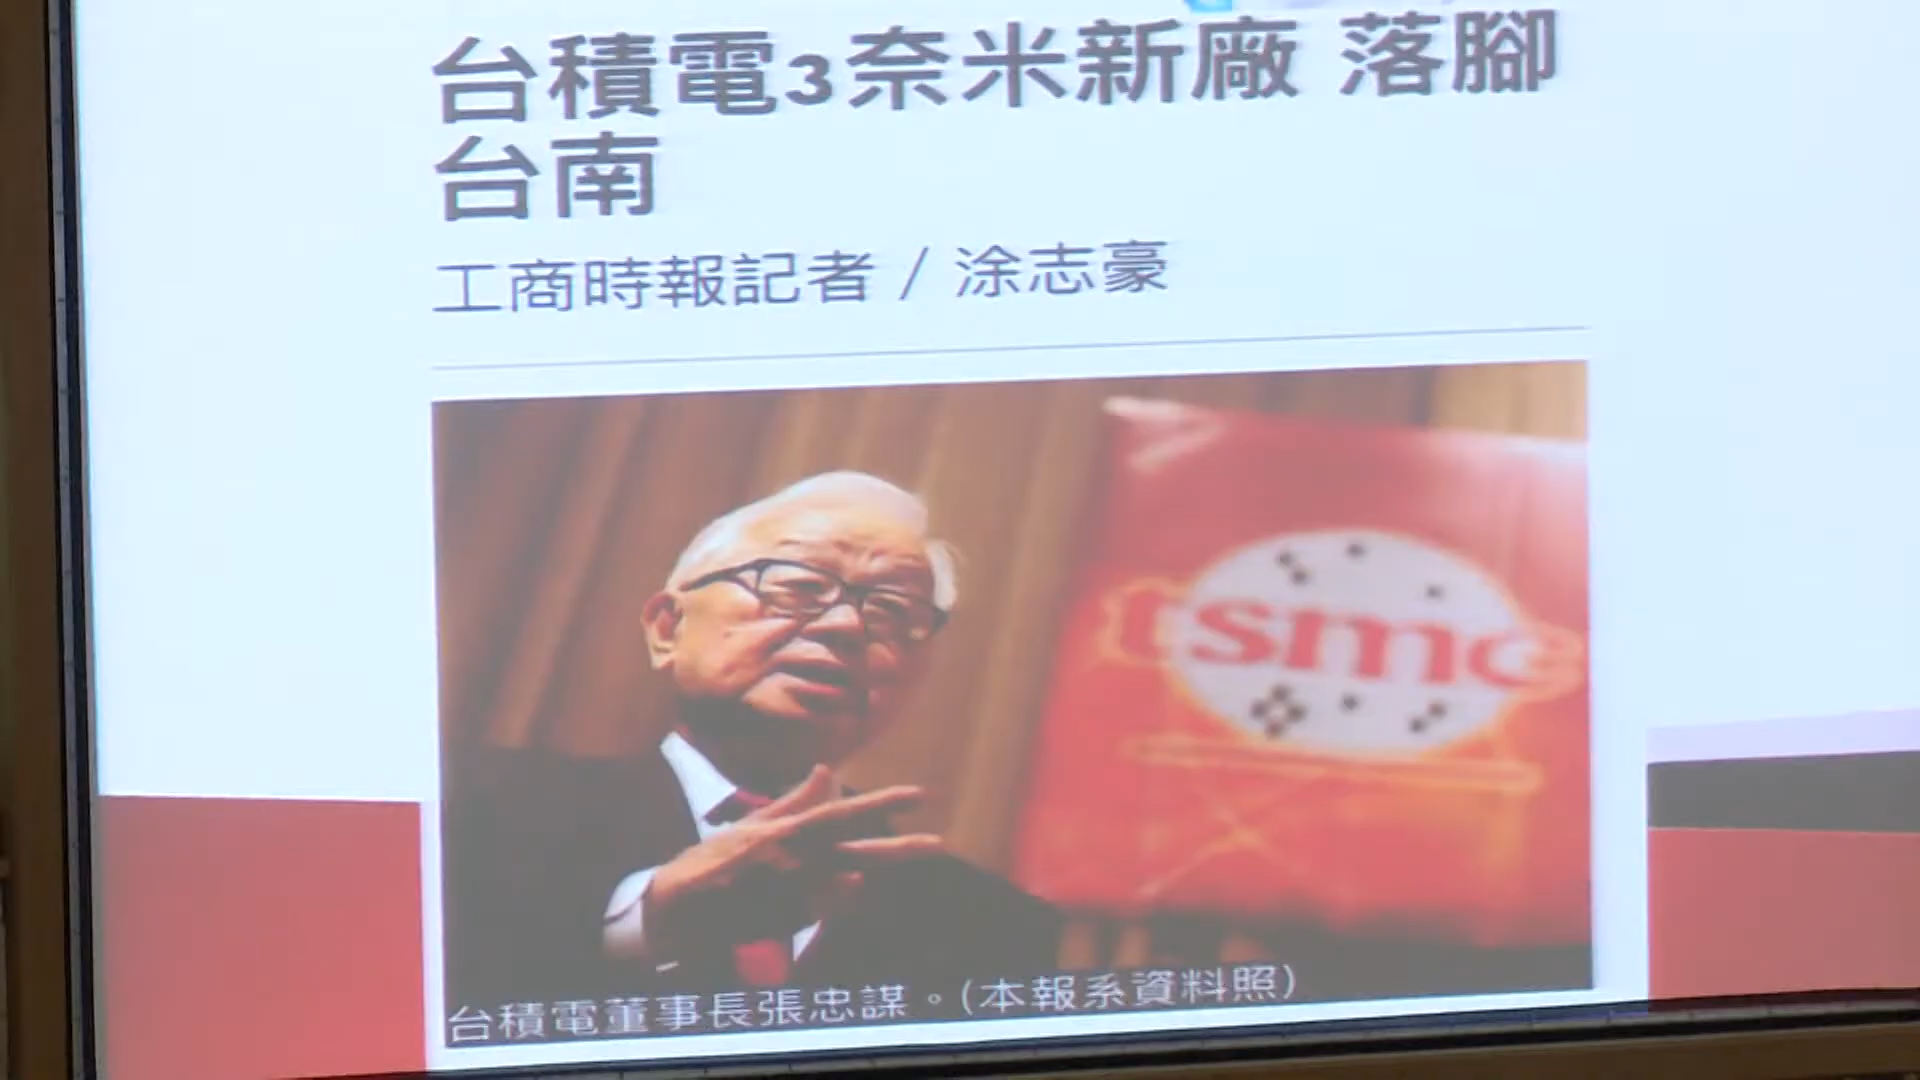 台積電3奈米新廠 落腳
台南
工商時報記者 / 涂志豪
tsmc
台積電董事長張忠謀。(本報系資料照)